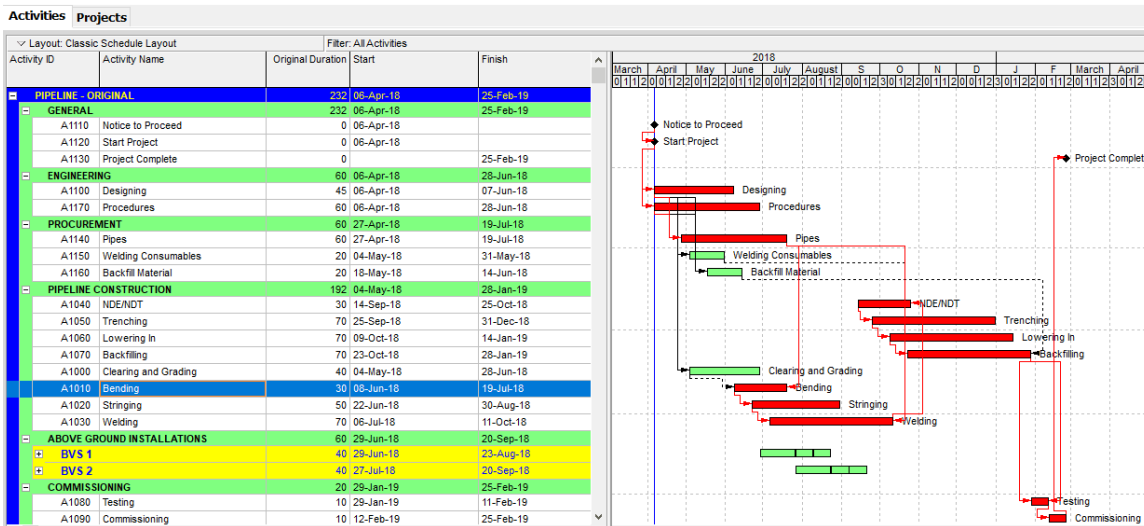 Activities Projects
Layout: Classic Schedule Layout Filter: All Activities
Activity ID Activity Name Original Duration Start Finish
2018
March April May June July August S O N D J F March April
PIPELINE - ORIGINAL 232 06-Apr-18 25-Feb-19
GENERAL 232 06-Apr-18 25-Feb-19
A1110 Notice to Proceed 0 06-Apr-18 Notice to Proceed
A1120 Start Project 0 06-Apr-18 Start Project
A1130 Project Complete 0 25-Feb-19 Project Complet
ENGINEERING 60 06-Apr-18 28-Jun-18
A1100 Designing 45 06-Apr-18 07-Jun-18 Designing
A1170 Procedures 60 06-Apr-18 28-Jun-18 Procedures
PROCUREMENT 60 27-Apr-18 19-Jul-18
A1140 Pipes 60 27-Apr-18 19-Jul-18 Pipes
A1150 Welding Consumables 20 04-May-18 31-May-18 Welding Consumables
A1160 Backfill Material 20 18-May-18 14-Jun-18 Backfill Material
PIPELINE CONSTRUCTION 192 04-May-18 28-Jan-19
A1040 NDE/NDT 30 14-Sep-18 25-Oct-18 NDE/NDT
A1050 Trenching 70 25-Sep-18 31-Dec-18 Trenching
A1060 Lowering In 70 09-Oct-18 14-Jan-19 Lowering In
A1070 Backfilling 70 23-Oct-18 28-Jan-19 Backfilling
A1000 Clearing and Grading 40 04-May-18 28-Jun-18 Clearing and Grading
A1010 Bending 30 08-Jun-18 19-Jul-18 Bending
A1020 Stringing 50 22-Jun-18 30-Aug-18 Stringing
A1030 Welding 70 06-Jul-18 11-Oct-18 Welding
ABOVE GROUND INSTALLATIONS 60 29-Jun-18 20-Sep-18
BVS 1 40 29-Jun-18 23-Aug-18
BVS 2 40 27-Jul-18 20-Sep-18
COMMISSIONING 20 29-Jan-19 25-Feb-19
A1080 Testing 10 29-Jan-19 11-Feb-19 Testing
A1090 Commissioning 10 12-Feb-19 25-Feb-19 Commissioning